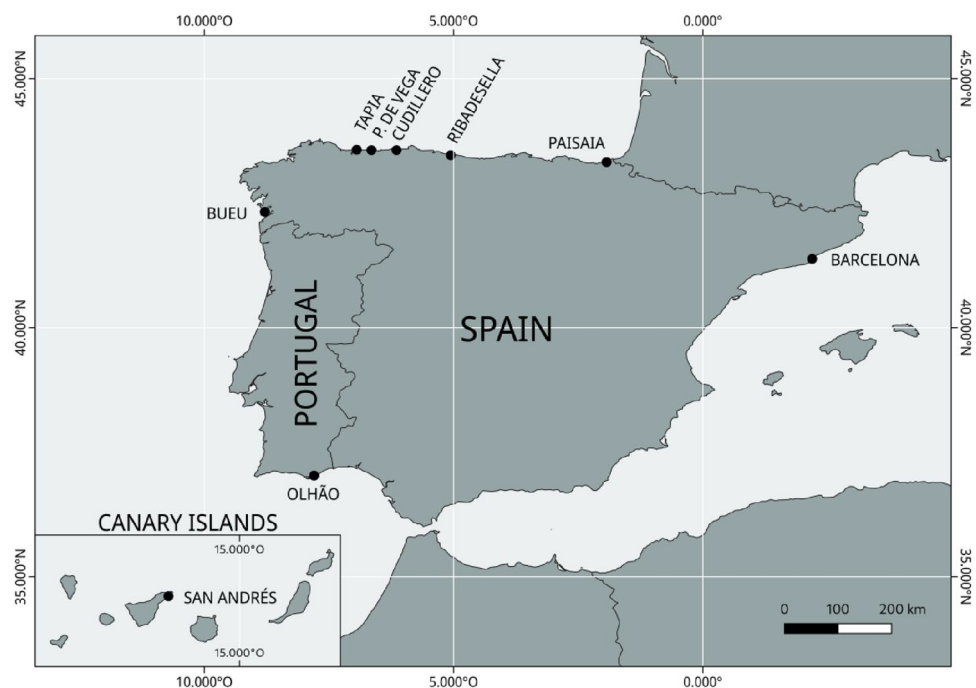 10.000°O 5.000°O 0.000°
45.000°N
45.000°N
TAPIA
P. DE VEGA
CUDILLERO
RIBADESELLA
PAISAIA
BUEU
BARCELONA
PORTUGAL
SPAIN
40.000°N
40.000°N
OLHÃO
CANARY ISLANDS
15.000°O
35.000°N
35.000°N
SAN ANDRÉS
0 100 200 km
15.000°O
10.000°O 5.000°O 0.000°